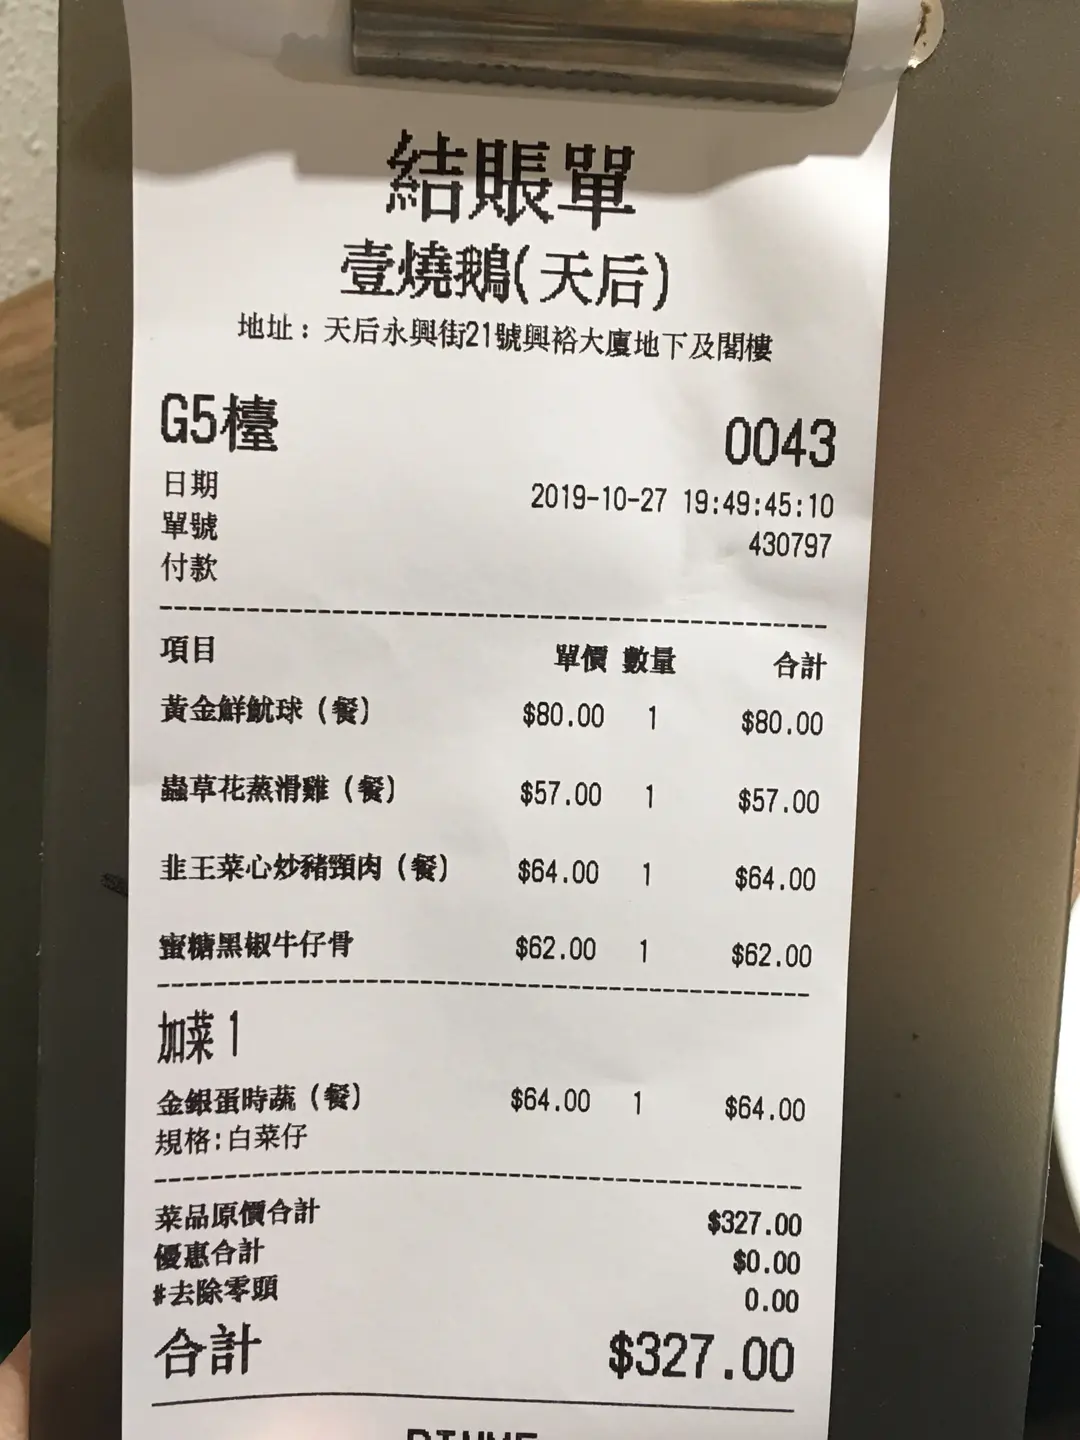 結賬單
壹燒鵝(天后)
地址：天后永興街21號興裕大廈地下及閣樓
G5檯 0043
日期 2019-10-27 19:49:45:10
單號 430797
付款
項目 單價 數量 合計
黃金鮮魷球（餐） $80.00 1 $80.00
蟲草花蒸滑雞（餐） $57.00 1 $57.00
韭王菜心炒豬頸肉（餐） $64.00 1 $64.00
蜜糖黑椒牛仔骨 $62.00 1 $62.00
加菜 1
金銀蛋時蔬（餐） $64.00 1 $64.00
規格:白菜仔
菜品原價合計 $327.00
優惠合計 $0.00
#去除零頭 0.00
合計 $327.00